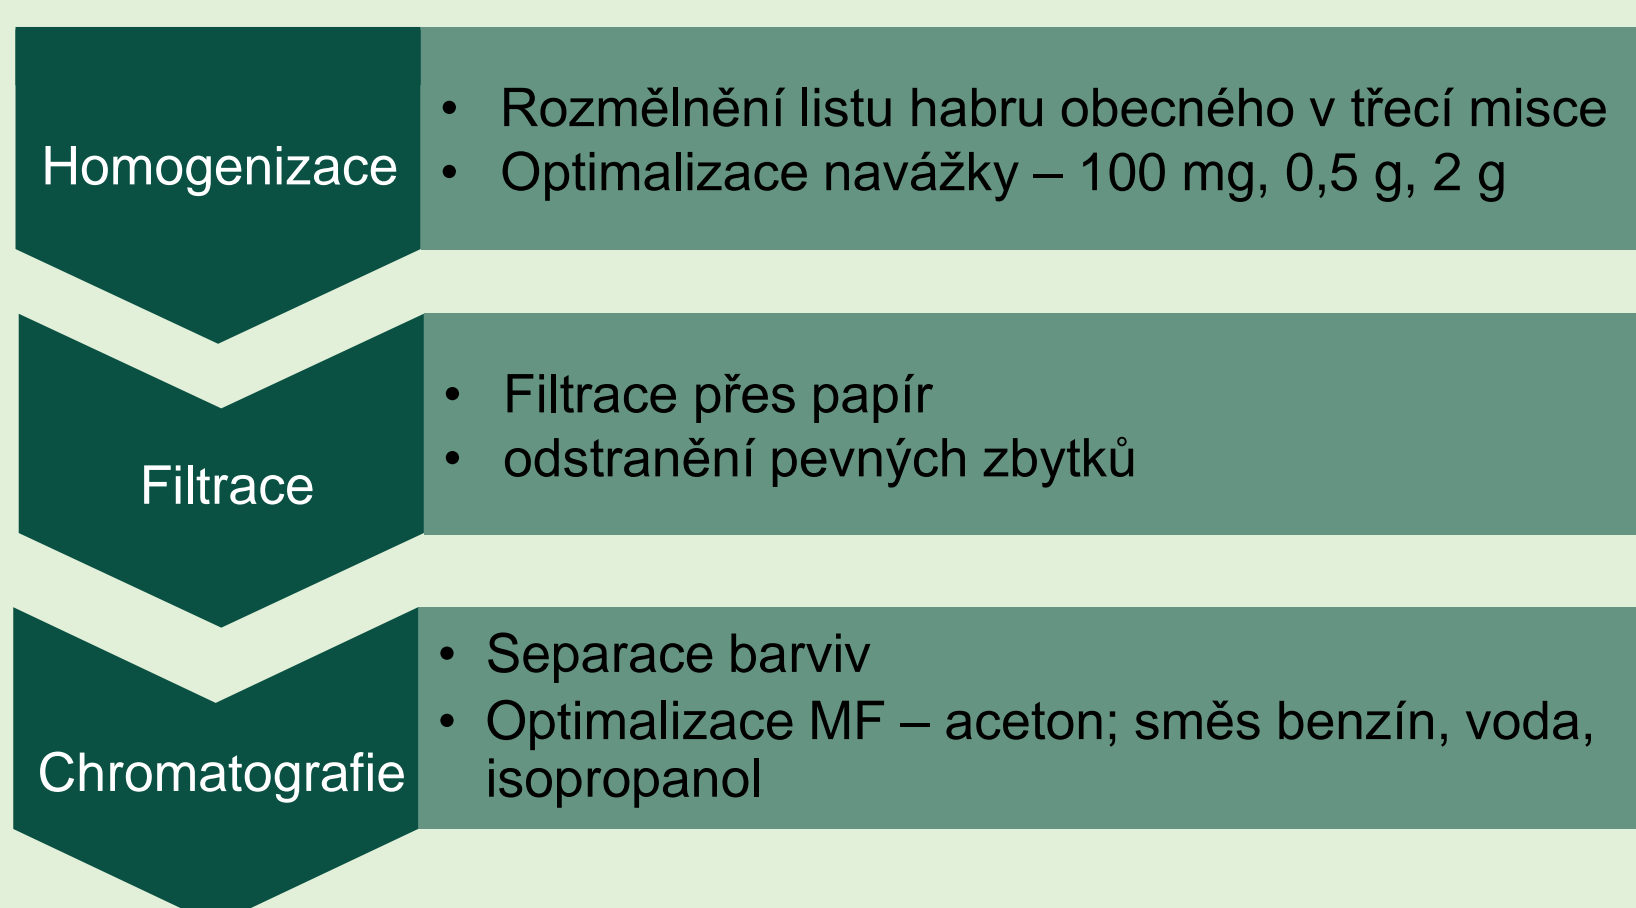 Homogenizace
• Rozmělnění listu habru obecného v třecí misce
• Optimalizace navážky – 100 mg, 0,5 g, 2 g
Filtrace
• Filtrace přes papír
• odstranění pevných zbytků
Chromatografie
• Separace barviv
• Optimalizace MF – aceton; směs benzín, voda,
isopropanol